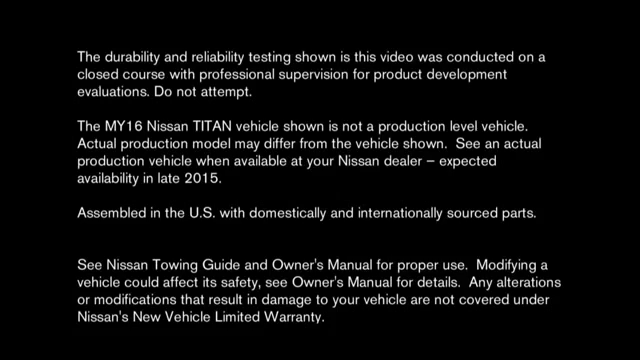 The durability and reliability testing shown is this video was conducted on a
closed course with professional supervision for product development
evaluations. Do not attempt.
The MY16 Nissan TITAN vehicle shown is not a production level vehicle.
Actual production model may differ from the vehicle shown.  See an actual
production vehicle when available at your Nissan dealer – expected
availability in late 2015.
Assembled in the U.S. with domestically and internationally sourced parts.
See Nissan Towing Guide and Owner's Manual for proper use.  Modifying a
vehicle could affect its safety, see Owner's Manual for details.  Any alterations
or modifications that result in damage to your vehicle are not covered under
Nissan's New Vehicle Limited Warranty.